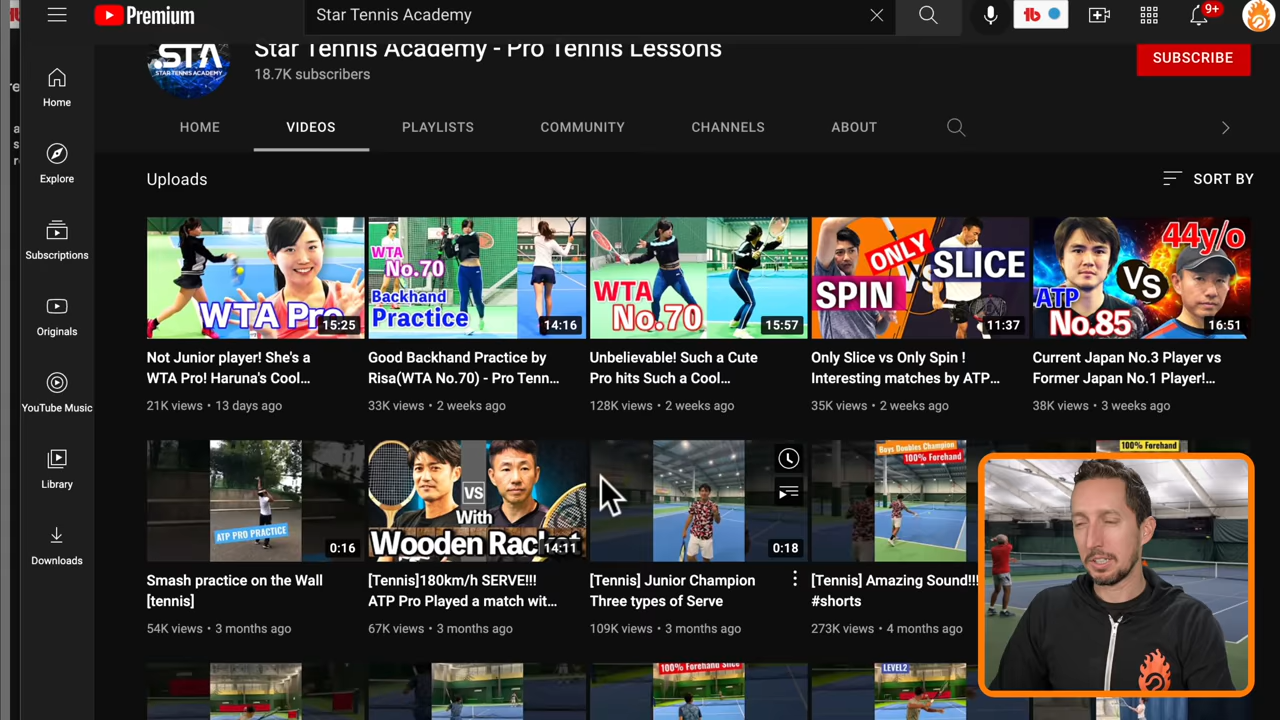 Premium
Star Tennis Academy
9+
STA
STAR TENNIS ACADEMY
Star Tennis Academy - Pro Tennis Lessons
18.7K subscribers
SUBSCRIBE
HOME
VIDEOS
PLAYLISTS
COMMUNITY
CHANNELS
ABOUT
Home
Explore
Subscriptions
Originals
YouTube Music
Library
Downloads
Uploads
SORT BY
WTA Pro
15:25
WTA
No.70
Backhand
Practice
14:16
WTA
No.70
15:57
ONLY
SPIN
VS
SLICE
11:37
44y/o
VS
ATP
No.85
16:51
Not Junior player! She's a
WTA Pro! Haruna's Cool...
21K views • 13 days ago
Good Backhand Practice by
Risa(WTA No.70) - Pro Tenn...
33K views • 2 weeks ago
Unbelievable! Such a Cute
Pro hits Such a Cool...
128K views • 2 weeks ago
Only Slice vs Only Spin !
Interesting matches by ATP...
35K views • 2 weeks ago
Current Japan No.3 Player vs
Former Japan No.1 Player!...
38K views • 3 weeks ago
ATP PRO PRACTICE
0:16
VS
With
Wooden Racket
14:11
0:18
Boys Doubles Champion
100% Forehand
100% Forehand
Smash practice on the Wall
[tennis]
54K views • 3 months ago
[Tennis]180km/h SERVE!!!
ATP Pro Played a match wit...
67K views • 3 months ago
[Tennis] Junior Champion
Three types of Serve
109K views • 3 months ago
[Tennis] Amazing Sound!!!
#shorts
273K views • 4 months ago
100% Forehand Slice
LEVEL2